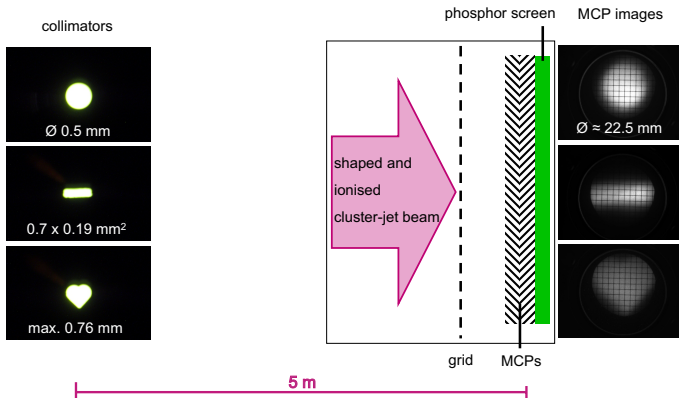 phosphor screen
MCP images
collimators
Ø 0.5 mm
Ø ≈ 22.5 mm
shaped and
ionised
cluster-jet beam
0.7 x 0.19 mm²
max. 0.76 mm
grid
MCPs
5 m